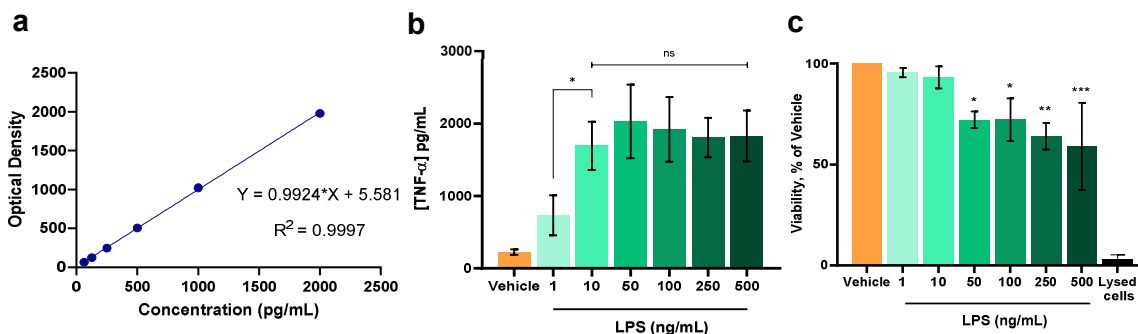 a
Optical Density
2500
2000
1500
1000
500
0
Y = 0.9924*X + 5.581
R² = 0.9997
0 500 1000 1500 2000 2500
Concentration (pg/mL)
b
[TNF-α] pg/mL
3000
2000
1000
0
*
ns
Vehicle 1 10 50 100 250 500
LPS (ng/mL)
c
Viability, % of Vehicle
100
50
0
* * ** ***
Vehicle 1 10 50 100 250 500 Lysed
cells
LPS (ng/mL)